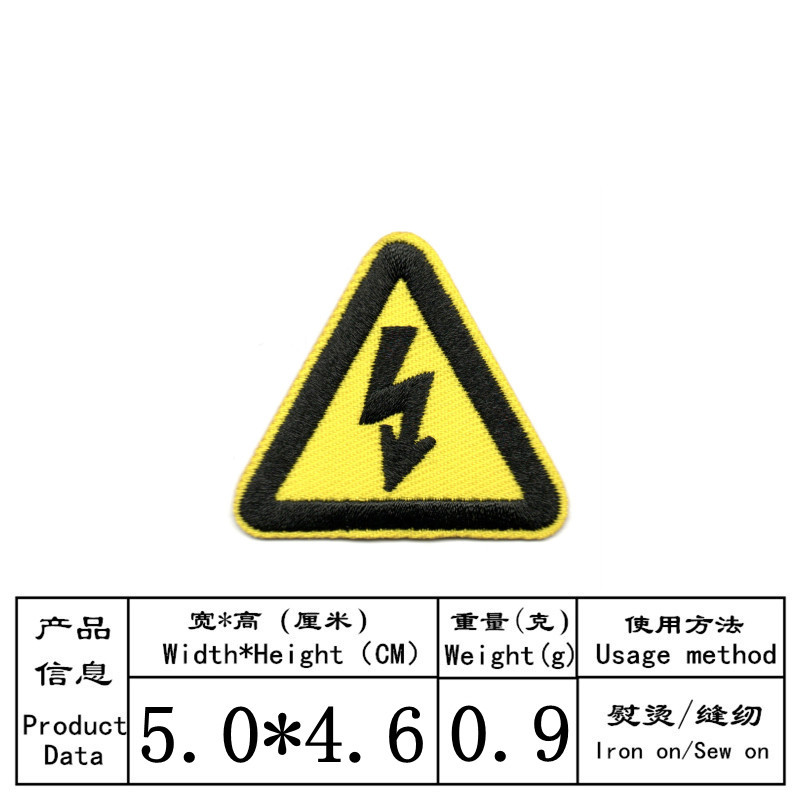 产品
信息
Product
Data
宽*高（厘米）
Width*Height（CM）
重量(克)
Weight(g)
使用方法
Usage method
5.0*4.6
0.9
熨烫/缝纫
Iron on/Sew on